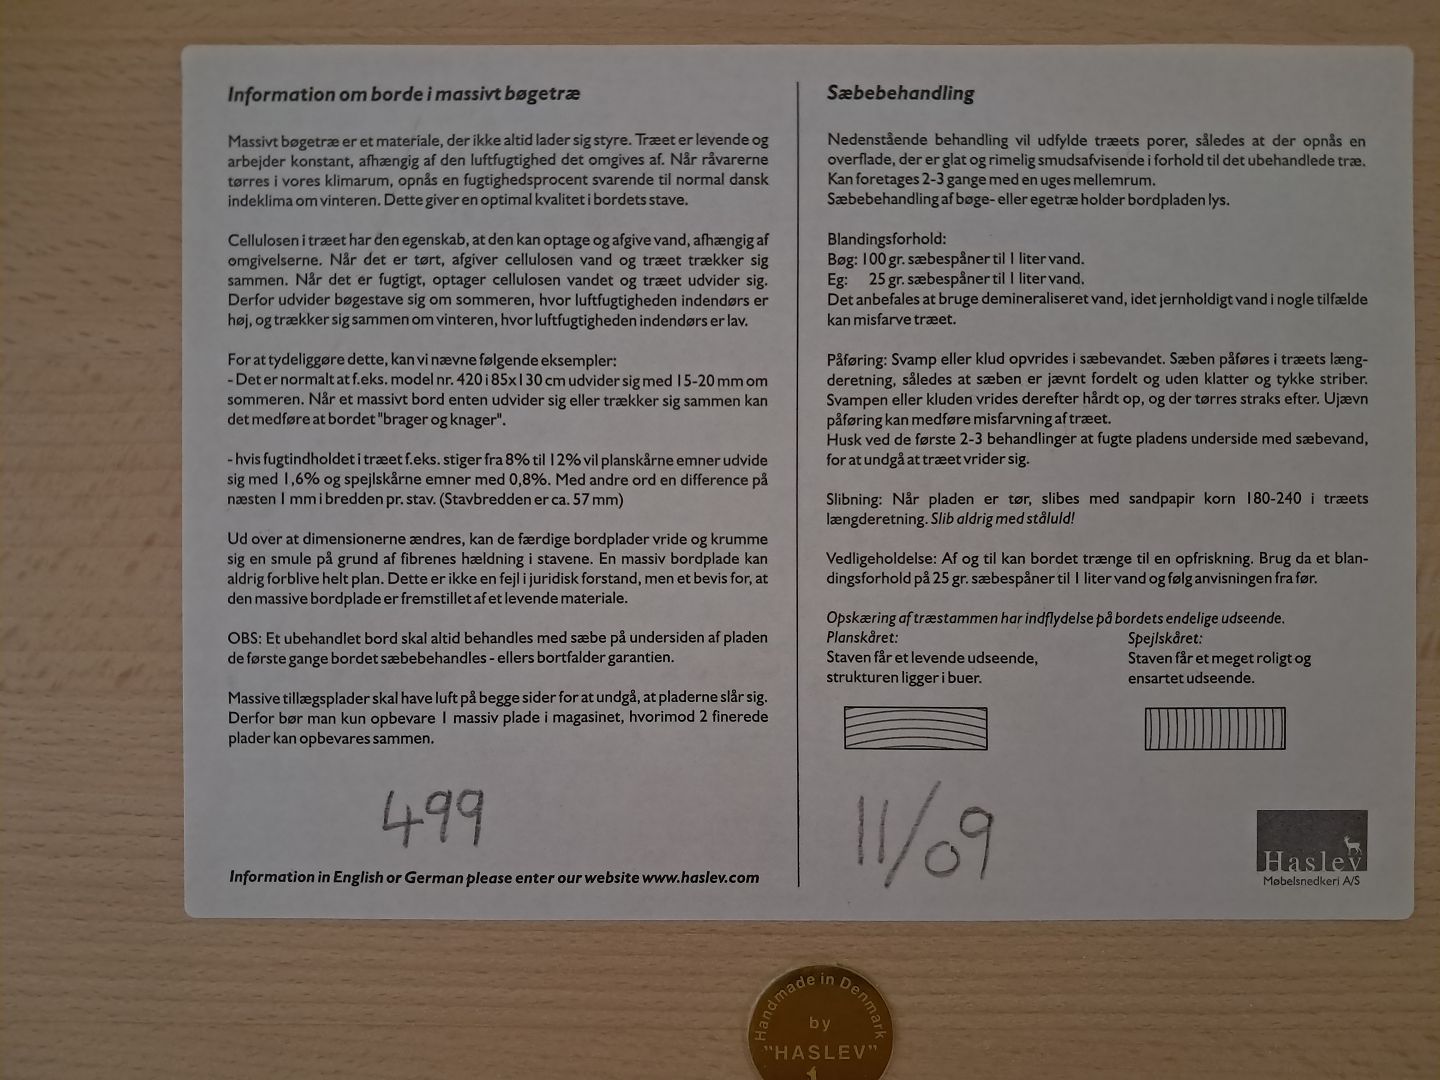 Information om borde i massivt bøgetræ
Massivt bøgetræ er et materiale, der ikke altid lader sig styre. Træet er levende og
arbejder konstant, afhængig af den luftfugtighed det omgives af. Når råvarerne
tørres i vores klimarum, opnås en fugtighedsprocent svarende til normal dansk
indeklima om vinteren. Dette giver en optimal kvalitet i bordets stave.
Cellulosen i træet har den egenskab, at den kan optage og afgive vand, afhængig af
omgivelserne. Når det er tørt, afgiver cellulosen vand og træet trækker sig
sammen. Når det er fugtigt, optager cellulosen vandet og træet udvider sig.
Derfor udvider bøgestave sig om sommeren, hvor luftfugtigheden indendørs er
høj, og trækker sig sammen om vinteren, hvor luftfugtigheden indendørs er lav.
For at tydeliggøre dette, kan vi nævne følgende eksempler:
- Det er normalt at f.eks. model nr. 420 i 85x130 cm udvider sig med 15-20 mm om
sommeren. Når et massivt bord enten udvider sig eller trækker sig sammen kan
det medføre at bordet "brager og knager".
- hvis fugtindholdet i træet f.eks. stiger fra 8% til 12% vil planskårne emner udvide
sig med 1,6% og spejlskårne emner med 0,8%. Med andre ord en difference på
næsten 1 mm i bredden pr. stav. (Stavbredden er ca. 57 mm)
Ud over at dimensionerne ændres, kan de færdige bordplader vride og krumme
sig en smule på grund af fibrenes hældning i stavene. En massiv bordplade kan
aldrig forblive helt plan. Dette er ikke en fejl i juridisk forstand, men et bevis for, at
den massive bordplade er fremstillet af et levende materiale.
OBS: Et ubehandlet bord skal altid behandles med sæbe på undersiden af pladen
de første gange bordet sæbebehandles - ellers bortfalder garantien.
Massive tillægsplader skal have luft på begge sider for at undgå, at pladerne slår sig.
Derfor bør man kun opbevare 1 massiv plade i magasinet, hvorimod 2 finerede
plader kan opbevares sammen.
499
Information in English or German please enter our website www.haslev.com
Sæbebehandling
Nedenstående behandling vil udfylde træets porer, således at der opnås en
overflade, der er glat og rimelig smudsafvisende i forhold til det ubehandlede træ.
Kan foretages 2-3 gange med en uges mellemrum.
Sæbebehandling af bøge- eller egetræ holder bordpladen lys.
Blandingsforhold:
Bøg: 100 gr. sæbespåner til 1 liter vand.
Eg: 25 gr. sæbespåner til 1 liter vand.
Det anbefales at bruge demineraliseret vand, idet jernholdigt vand i nogle tilfælde
kan misfarve træet.
Påføring: Svamp eller klud opvrides i sæbevandet. Sæben påføres i træets læng-
deretning, således at sæben er jævnt fordelt og uden klatter og tykke striber.
Svampen eller kluden vrides derefter hårdt op, og der tørres straks efter. Ujævn
påføring kan medføre misfarvning af træet.
Husk ved de første 2-3 behandlinger at fugte pladens underside med sæbevand,
for at undgå at træet vrider sig.
Slibning: Når pladen er tør, slibes med sandpapir korn 180-240 i træets
længderetning. Slib aldrig med ståluld!
Vedligeholdelse: Af og til kan bordet trænge til en opfriskning. Brug da et blan-
dingsforhold på 25 gr. sæbespåner til 1 liter vand og følg anvisningen fra før.
Opskæring af træstammen har indflydelse på bordets endelige udseende.
Planskåret:
Staven får et levende udseende,
strukturen ligger i buer.
Spejlskåret:
Staven får et meget roligt og
ensartet udseende.
11/09
Haslev
Møbelsnedkeri A/S
Handmade in Denmark
by
"HASLEV"
1